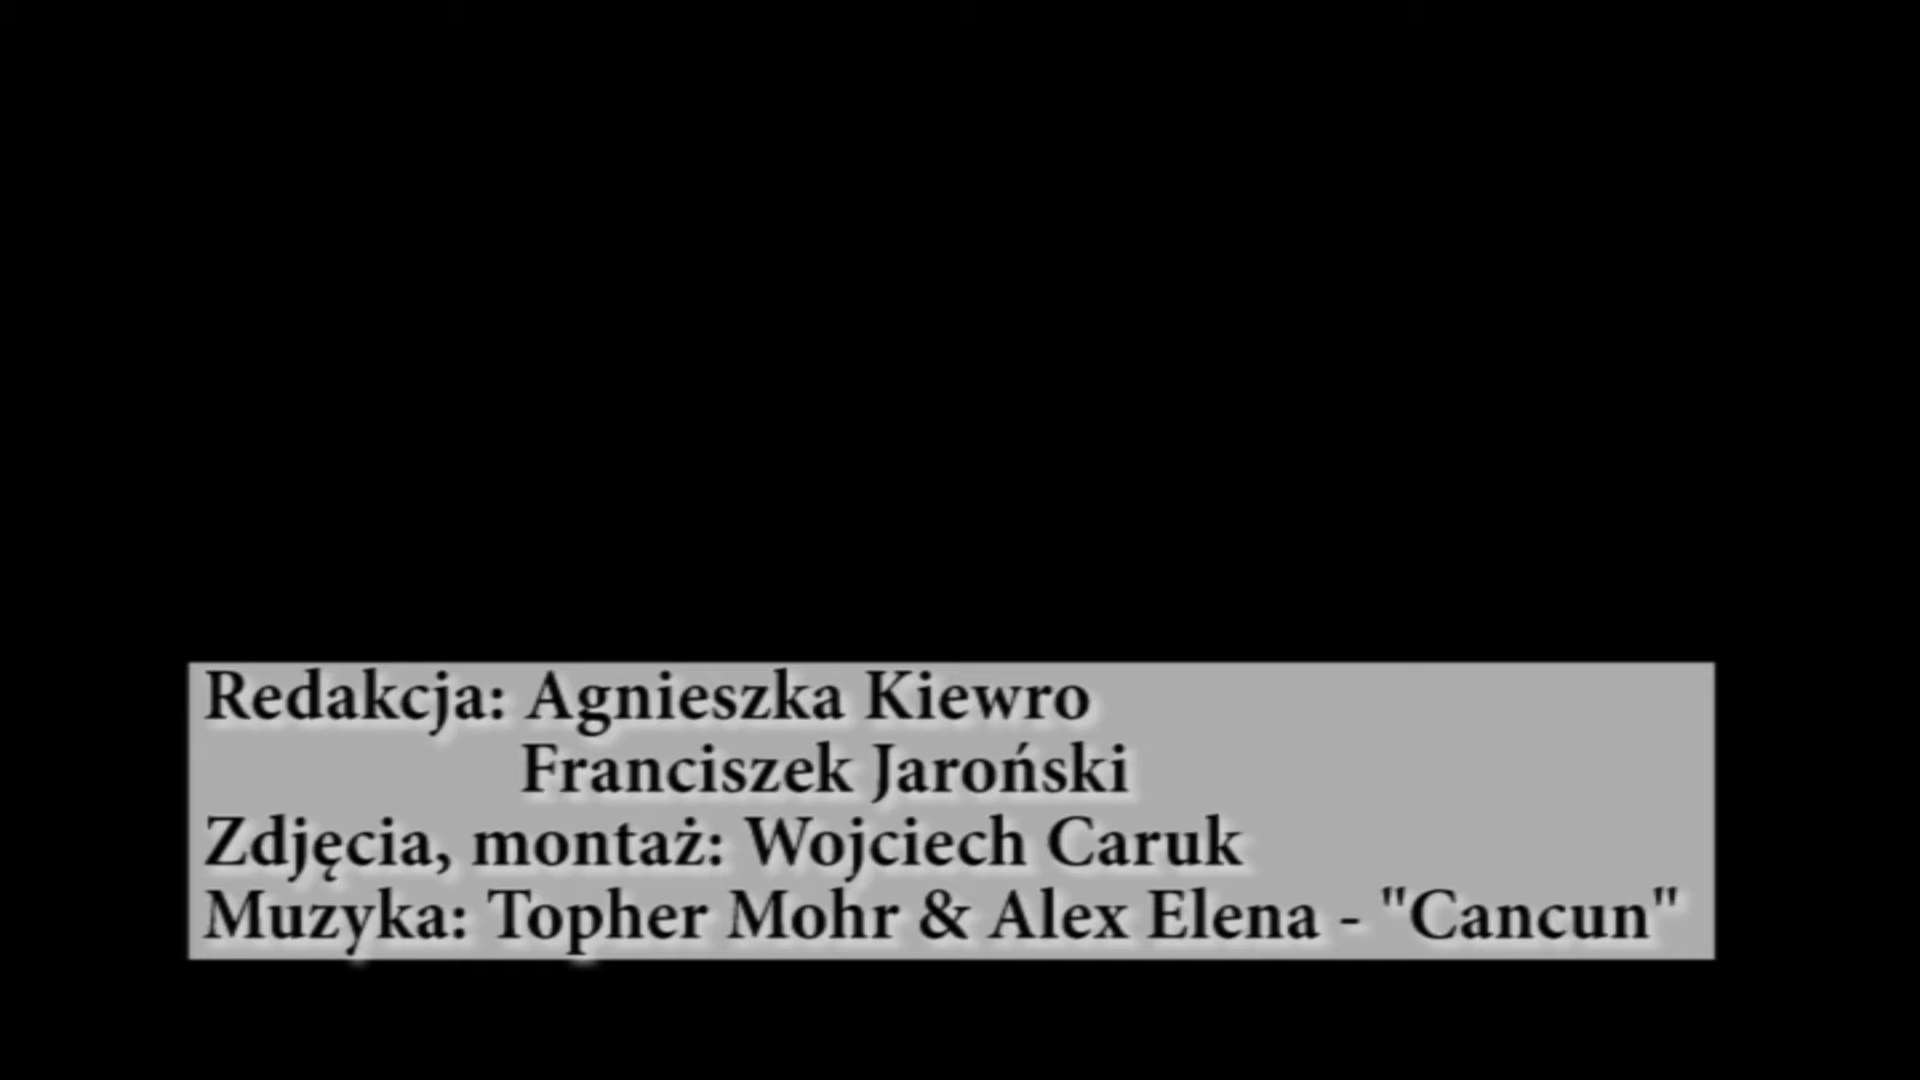 Redakcja: Agnieszka Kiewro
Franciszek Jaroński
Zdjęcia, montaż: Wojciech Caruk
Muzyka: Topher Mohr & Alex Elena - "Cancun"